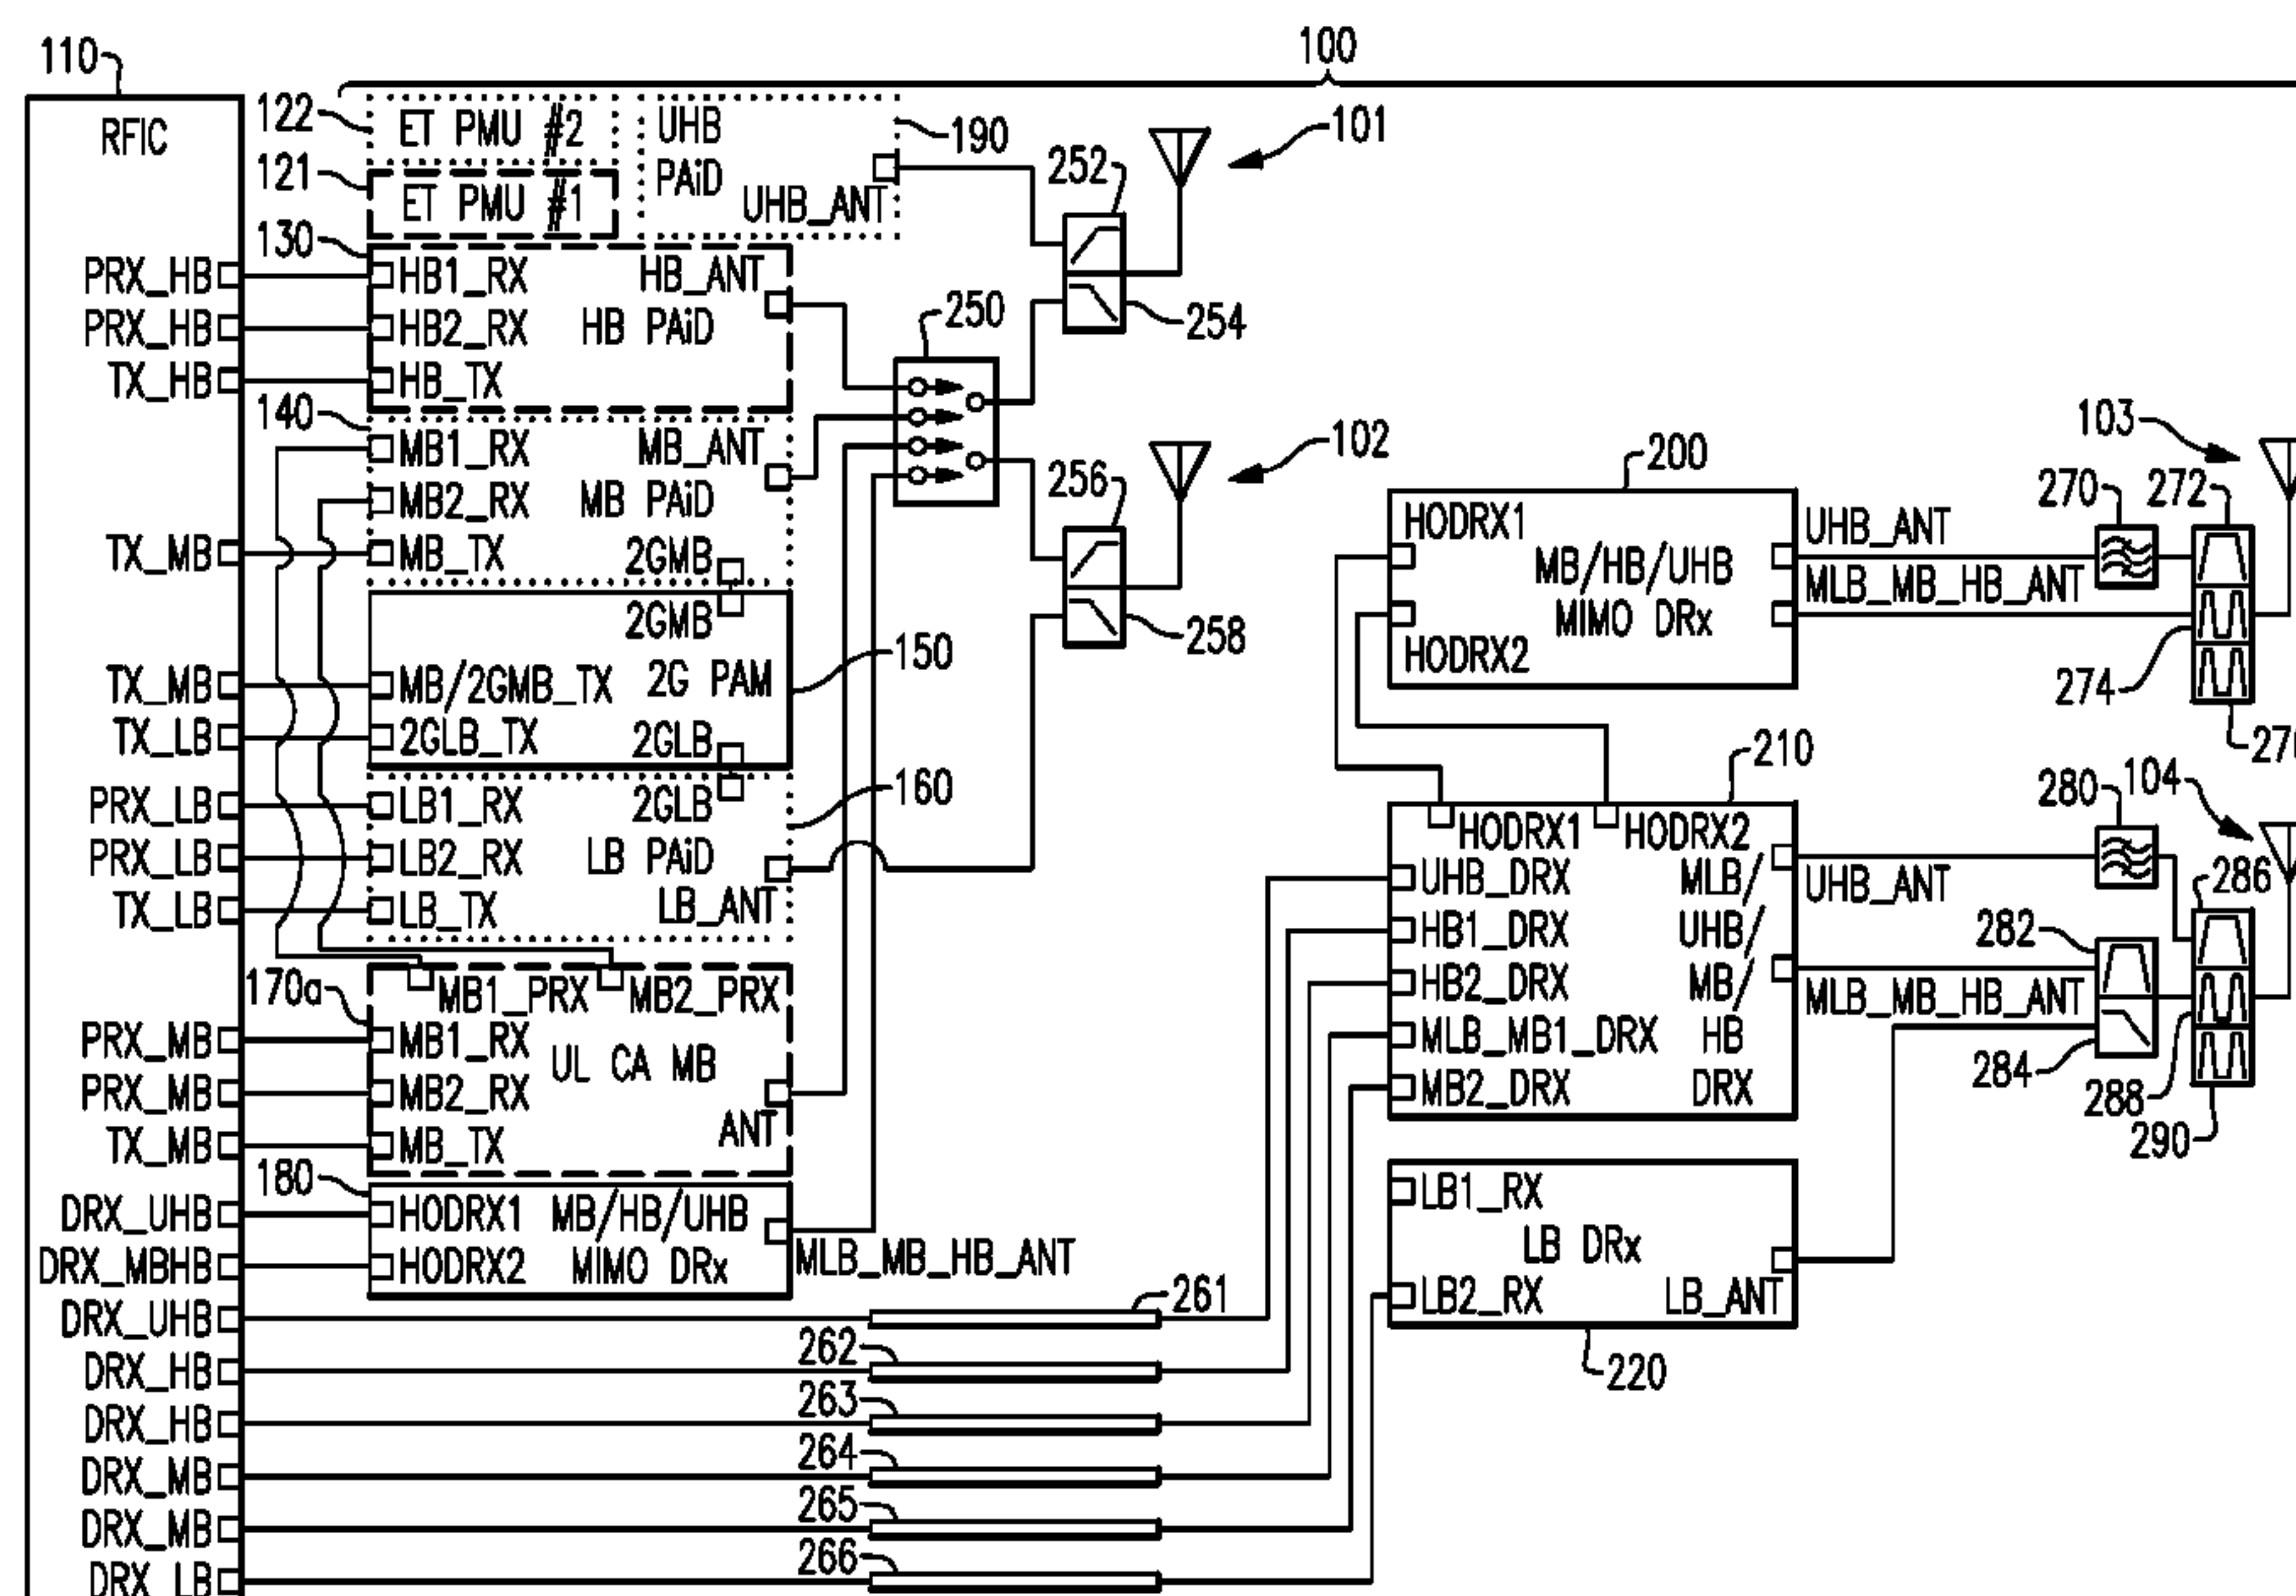 100
110
RFIC
122
ET PMU #2
121
ET PMU #1
UHB
PAiD
UHB_ANT
190
252
101
254
130
PRX_HB
HB1_RX
HB_ANT
PRX_HB
HB2_RX
HB PAiD
TX_HB
HB_TX
250
140
MB1_RX
MB_ANT
MB2_RX
MB PAiD
TX_MB
MB_TX
2GMB
2GMB
102
256
258
TX_MB
MB/2GMB_TX
2G PAM
150
TX_LB
2GLB_TX
2GLB
PRX_LB
LB1_RX
2GLB
160
PRX_LB
LB2_RX
LB PAiD
TX_LB
LB_TX
LB_ANT
170a
MB1_PRX
MB2_PRX
PRX_MB
MB1_RX
UL CA MB
PRX_MB
MB2_RX
ANT
TX_MB
MB_TX
180
DRX_UHB
HODRX1
MB/HB/UHB
DRX_MBHB
HODRX2
MIMO DRx
MLB_MB_HB_ANT
DRX_UHB
261
DRX_HB
262
DRX_HB
263
DRX_MB
264
DRX_MB
265
DRX_LB
266
200
HODRX1
MB/HB/UHB
MIMO DRx
HODRX2
UHB_ANT
MLB_MB_HB_ANT
103
270
272
274
210
HODRX1
HODRX2
UHB_DRX
MLB/
HB1_DRX
UHB/
HB2_DRX
MB/
MLB_MB1_DRX
HB
MB2_DRX
DRX
UHB_ANT
MLB_MB_HB_ANT
280
104
286
282
284
288
290
LB1_RX
LB DRx
LB2_RX
LB_ANT
220